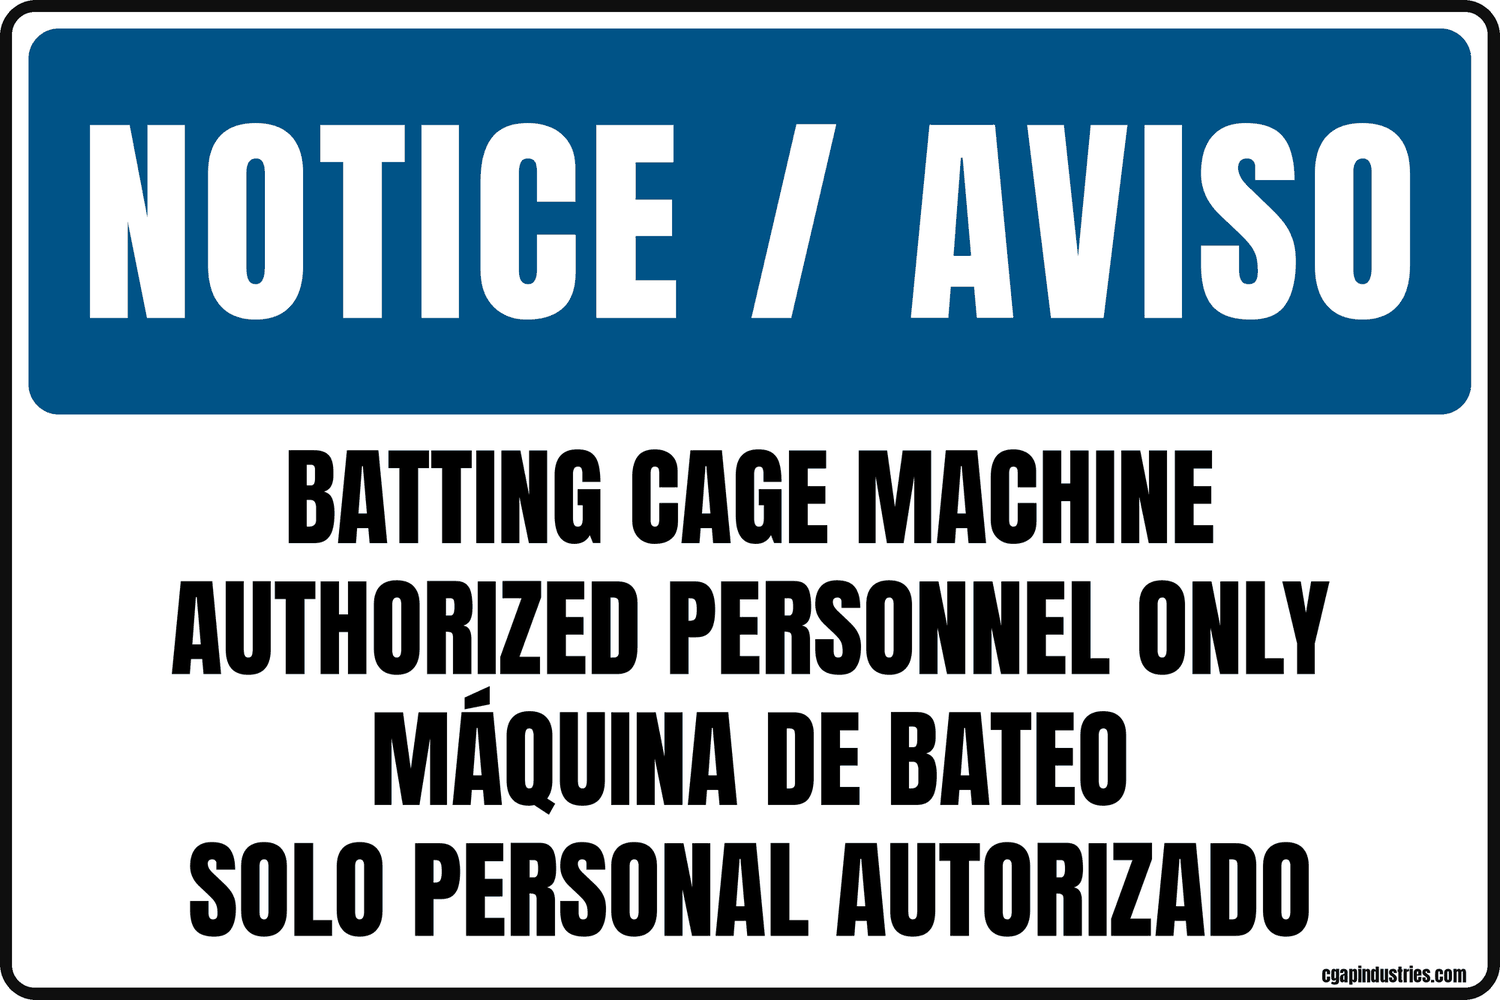 NOTICE / AVISO
BATTING CAGE MACHINE
AUTHORIZED PERSONNEL ONLY
MÁQUINA DE BATEO
SOLO PERSONAL AUTORIZADO
cgapindustries.com